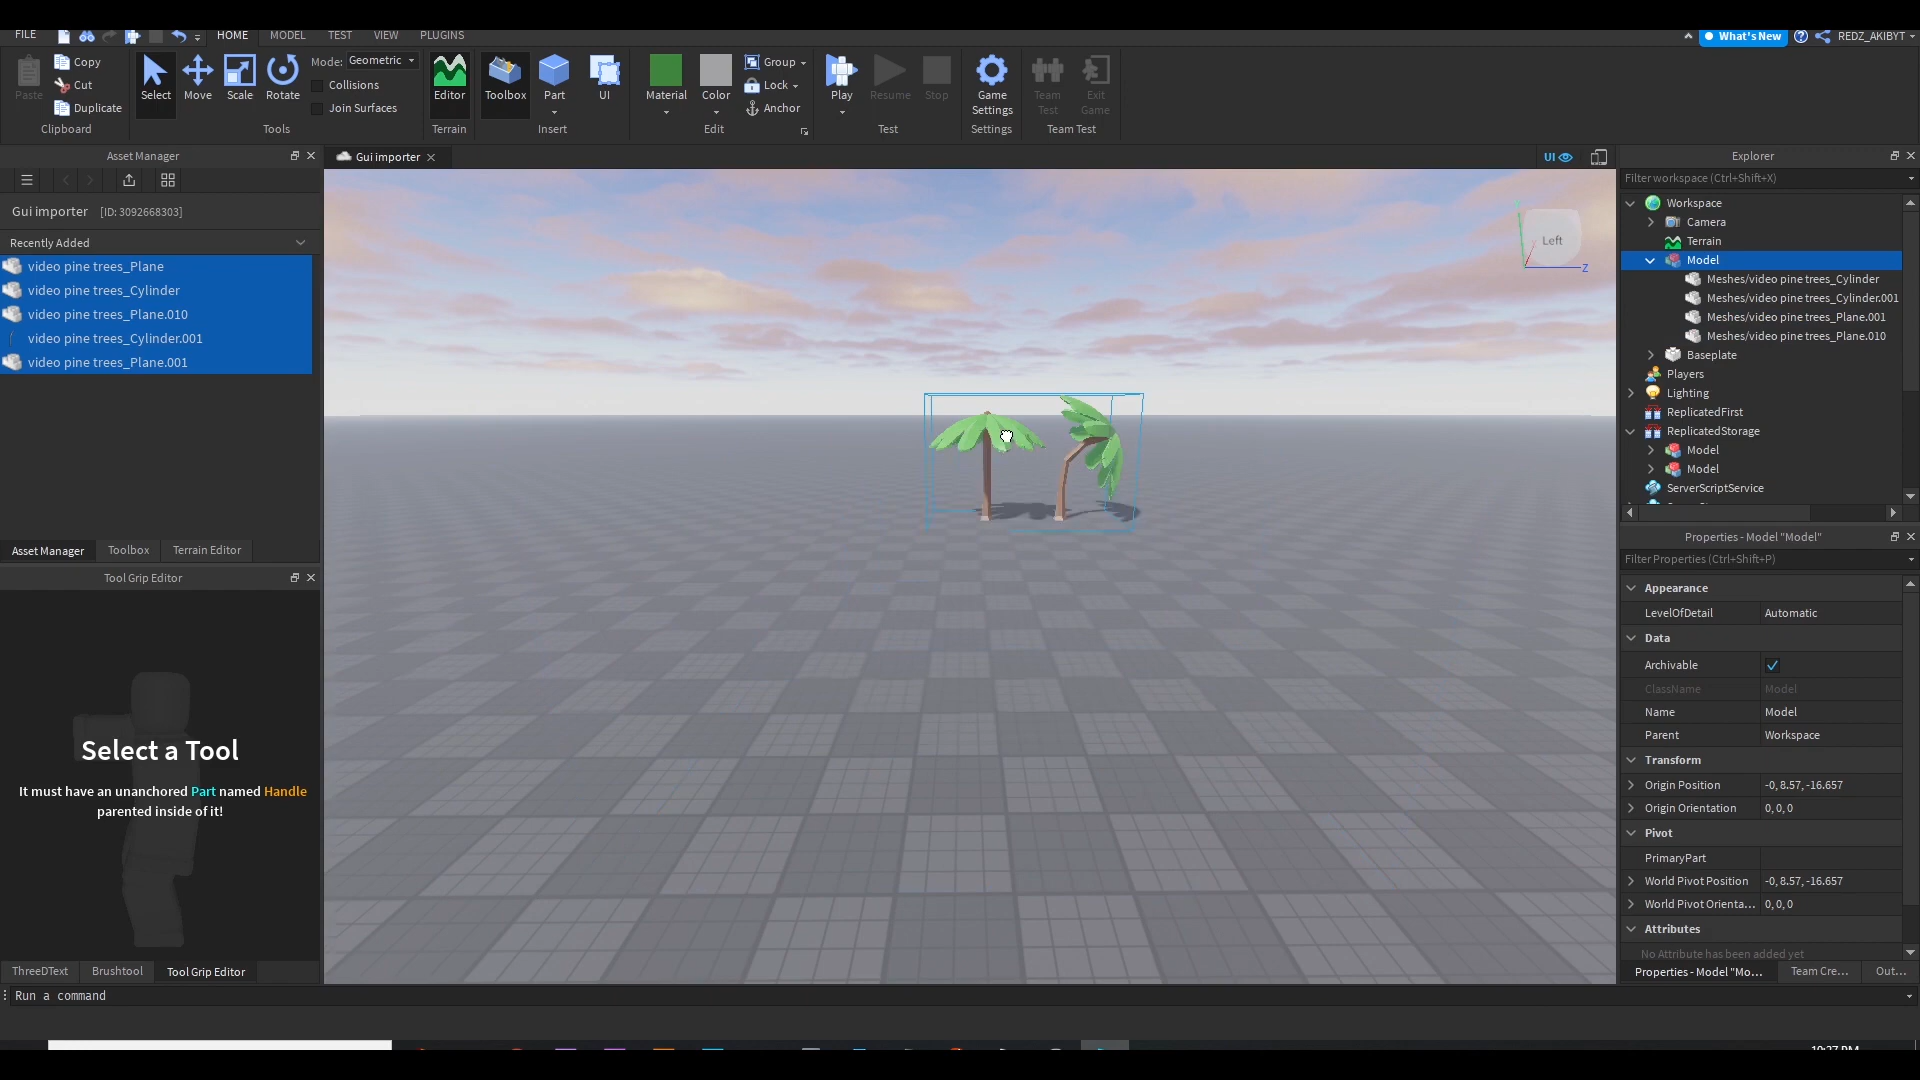 FILE HOME MODEL TEST VIEW PLUGINS What's New REDZ_AKIBYT
Paste Copy Cut Duplicate Clipboard
Select Move Scale Rotate Mode: Geometric Collisions Join Surfaces Tools
Editor Terrain
Toolbox Part UI Insert
Material Color Group Lock Anchor Edit
Play Resume Stop Test
Game Settings Settings
Team Test Exit Game Team Test
Asset Manager
Gui importer [ID: 3092668303]
Recently Added
video pine trees_Plane
video pine trees_Cylinder
video pine trees_Plane.010
video pine trees_Cylinder.001
video pine trees_Plane.001
Asset Manager Toolbox Terrain Editor
Tool Grip Editor
Select a Tool
It must have an unanchored Part named Handle
parented inside of it!
ThreeDText Brushtool Tool Grip Editor
Run a command
Gui importer
UI
Left
Z
Explorer
Filter workspace (Ctrl+Shift+X)
Workspace
Camera
Terrain
Model
Meshes/video pine trees_Cylinder
Meshes/video pine trees_Cylinder.001
Meshes/video pine trees_Plane.001
Meshes/video pine trees_Plane.010
Baseplate
Players
Lighting
ReplicatedFirst
ReplicatedStorage
Model
Model
ServerScriptService
Properties - Model "Model"
Filter Properties (Ctrl+Shift+P)
Appearance
LevelOfDetail Automatic
Data
Archivable
ClassName Model
Name Model
Parent Workspace
Transform
Origin Position -0, 8.57, -16.657
Origin Orientation 0, 0, 0
Pivot
PrimaryPart
World Pivot Position -0, 8.57, -16.657
World Pivot Orienta... 0, 0, 0
Attributes
No Attribute has been added yet
Properties - Model "Mo... Team Cre... Out...